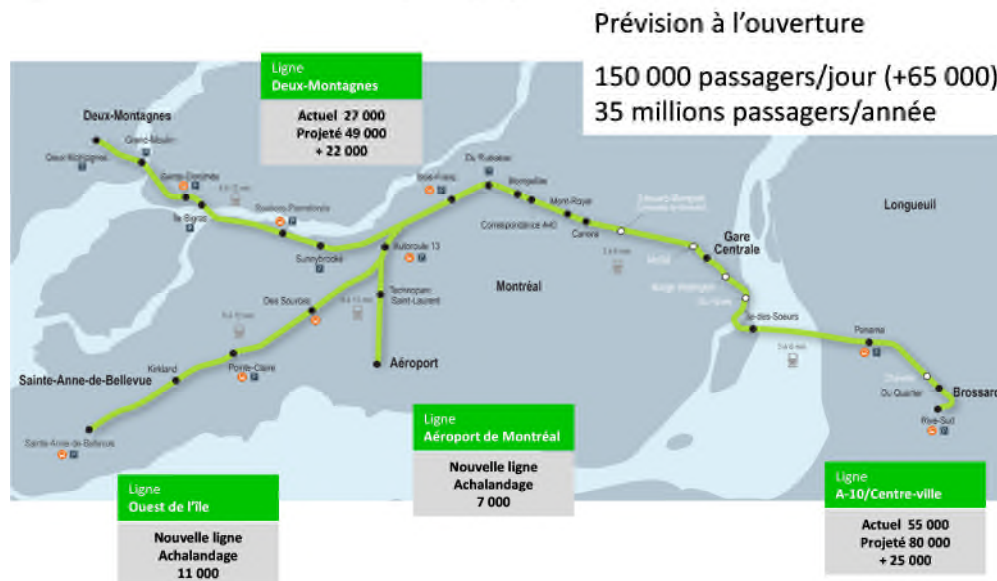 Prévision à l'ouverture
150 000 passagers/jour (+65 000)
35 millions passagers/année
Ligne
Deux-Montagnes
Actuel 27 000
Projeté 49 000
+ 22 000
Deux-Montagnes
Grand-Moulin
Deux-Montagnes
Sainte-Dorothée
Île Bigras
Roxboro-Pierrefonds
Sunnybrooke
Bois-Franc
Du Ruisseau
Montpellier
Correspondance A40
Mont-Royal
Canora
Édouard-Montpetit
McGill
Gare
Centrale
Longueuil
Montréal
Autoroute 13
Technoparc
Saint-Laurent
Aéroport
Des Sources
Pointe-Claire
Kirkland
Sainte-Anne-de-Bellevue
Sainte-Anne-de-Bellevue
Île-des-Soeurs
Panama
Du Quartier
Brossard
Rive-Sud
Ligne
Ouest de l'île
Nouvelle ligne
Achalandage
11 000
Ligne
Aéroport de Montréal
Nouvelle ligne
Achalandage
7 000
Ligne
A-10/Centre-ville
Actuel 55 000
Projeté 80 000
+ 25 000